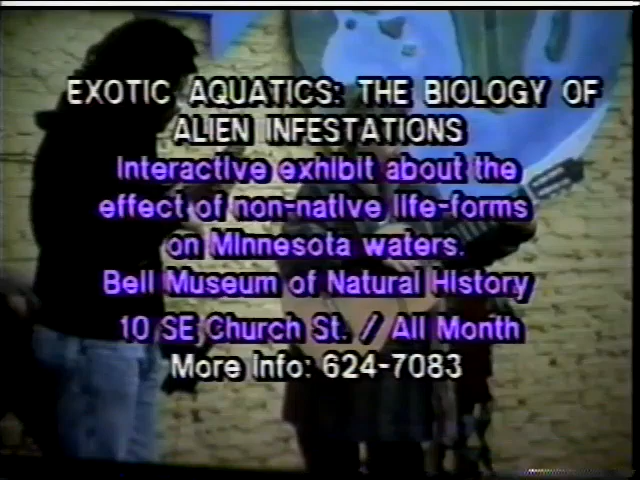 EXOTIC AQUATICS: THE BIOLOGY OF
ALIEN INFESTATIONS
Interactive exhibit about the
effect of non-native life-forms
on Minnesota waters.
Bell Museum of Natural History
10 SE Church St. / All Month
More Info: 624-7083